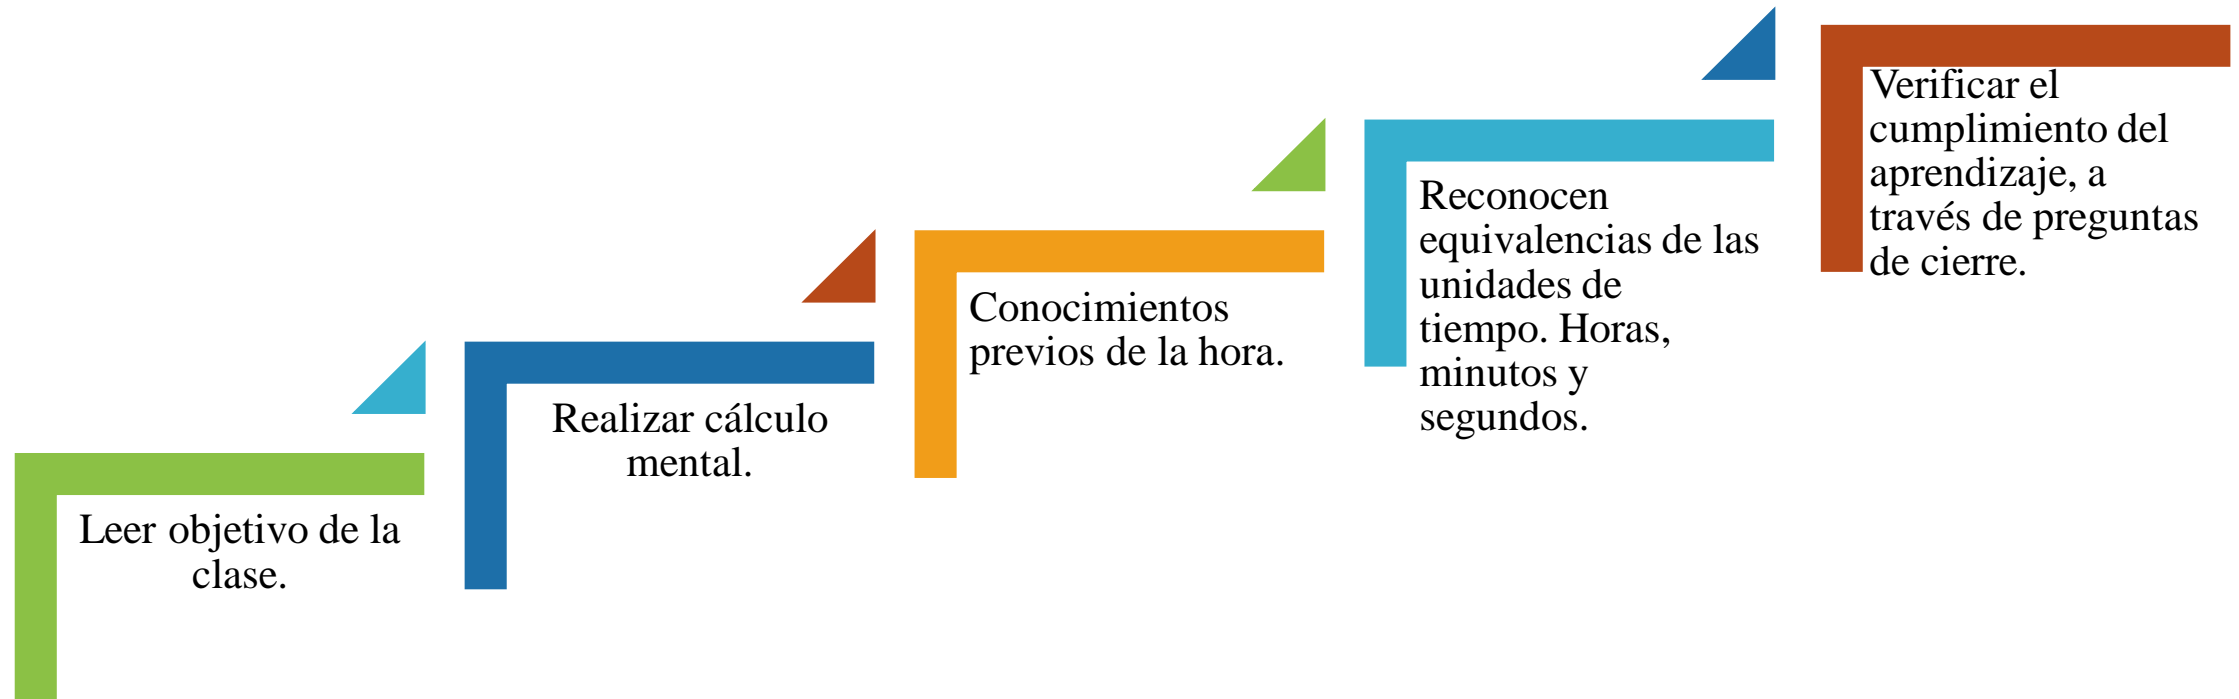 Leer objetivo de la
clase.
Realizar cálculo
mental.
Conocimientos
previos de la hora.
Reconocen
equivalencias de las
unidades de
tiempo. Horas,
minutos y
segundos.
Verificar el
cumplimiento del
aprendizaje, a
través de preguntas
de cierre.